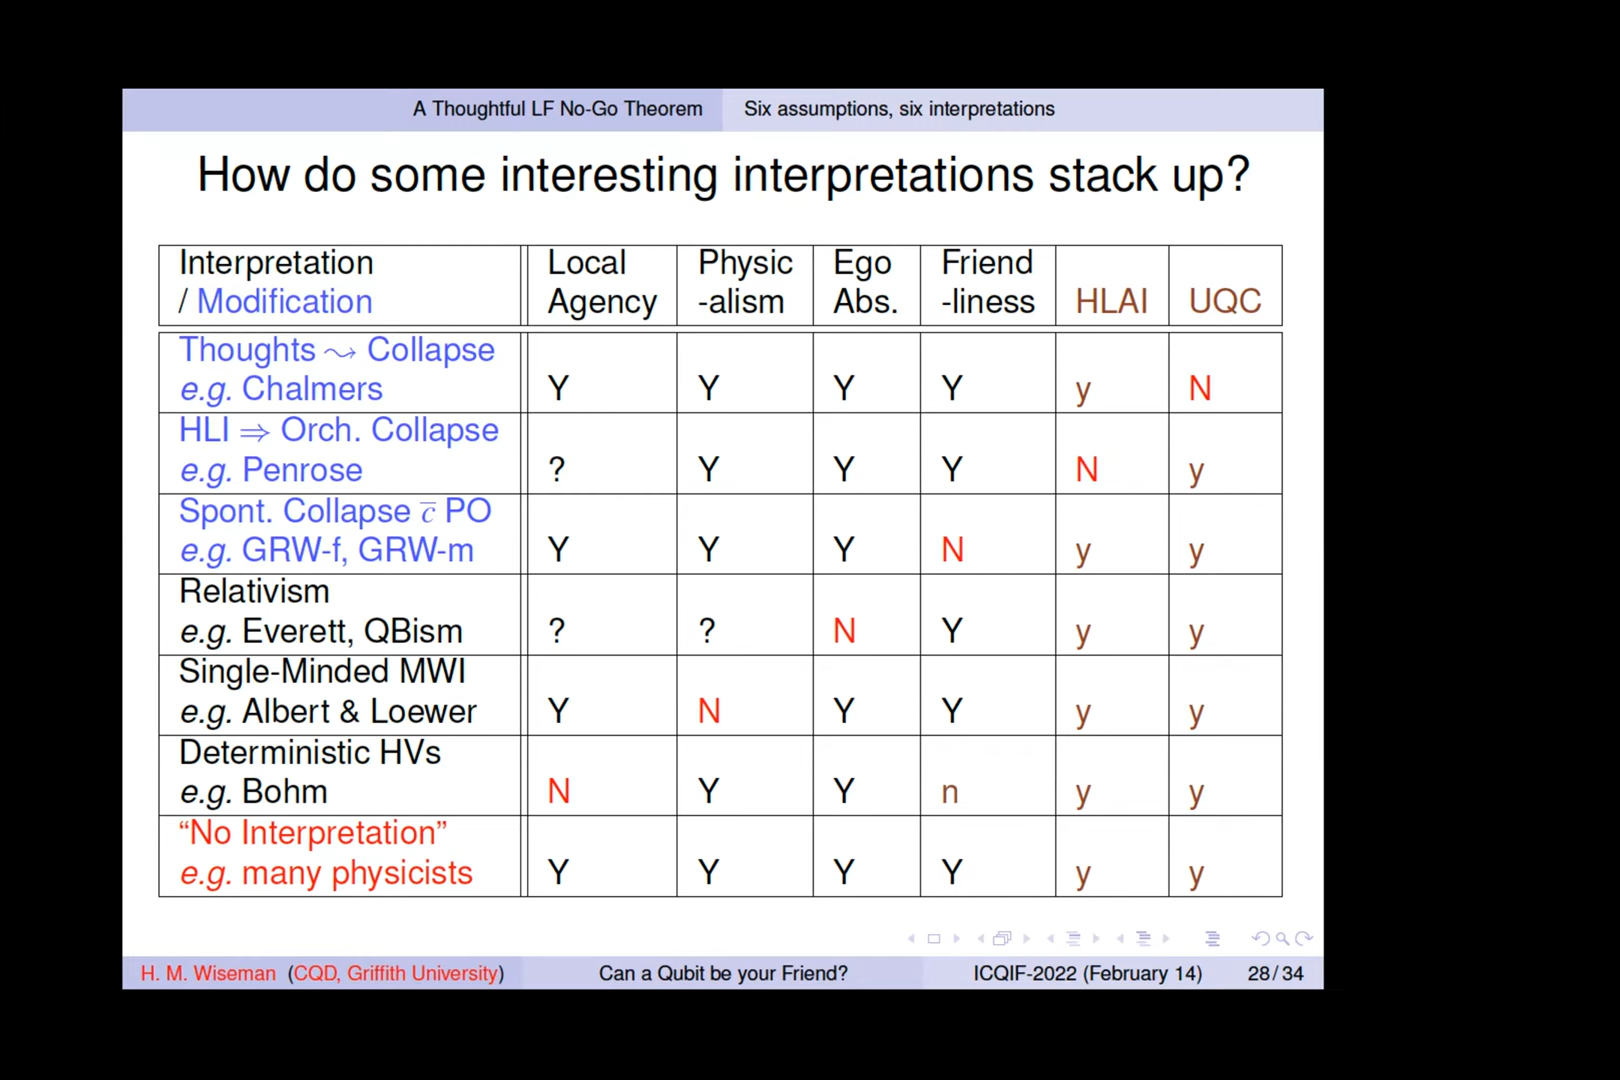 A Thoughtful LF No-Go Theorem Six assumptions, six interpretations
How do some interesting interpretations stack up?
Interpretation Local Physic Ego Friend
/ Modification Agency -alism Abs. -liness HLAI UQC
Thoughts ⤳ Collapse
e.g. Chalmers Y Y Y Y y N
HLI ⇒ Orch. Collapse
e.g. Penrose ? Y Y Y N y
Spont. Collapse c̅ PO
e.g. GRW-f, GRW-m Y Y Y N y y
Relativism
e.g. Everett, QBism ? ? N Y y y
Single-Minded MWI
e.g. Albert & Loewer Y N Y Y y y
Deterministic HVs
e.g. Bohm N Y Y n y y
“No Interpretation”
e.g. many physicists Y Y Y Y y y
H. M. Wiseman (CQD, Griffith University) Can a Qubit be your Friend? ICQIF-2022 (February 14) 28/34